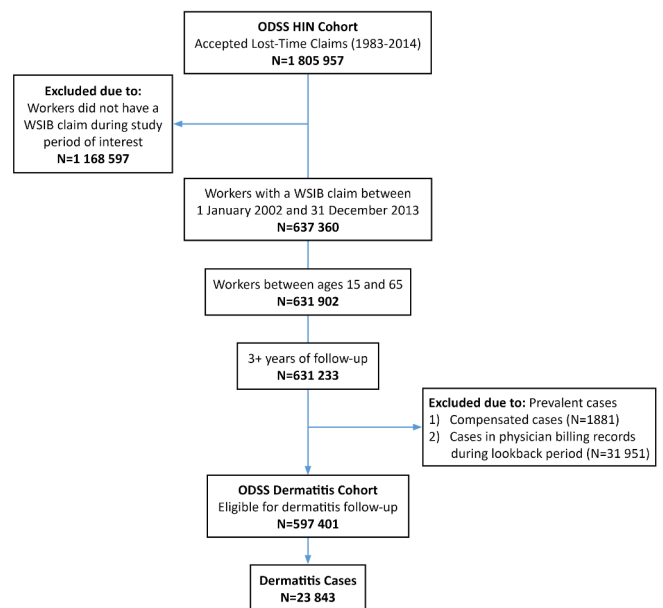 ODSS HIN Cohort
Accepted Lost-Time Claims (1983-2014)
N=1 805 957
Excluded due to:
Workers did not have a
WSIB claim during study
period of interest
N=1 168 597
Workers with a WSIB claim between
1 January 2002 and 31 December 2013
N=637 360
Workers between ages 15 and 65
N=631 902
3+ years of follow-up
N=631 233
Excluded due to: Prevalent cases
1) Compensated cases (N=1881)
2) Cases in physician billing records
during lookback period (N=31 951)
ODSS Dermatitis Cohort
Eligible for dermatitis follow-up
N=597 401
Dermatitis Cases
N=23 843